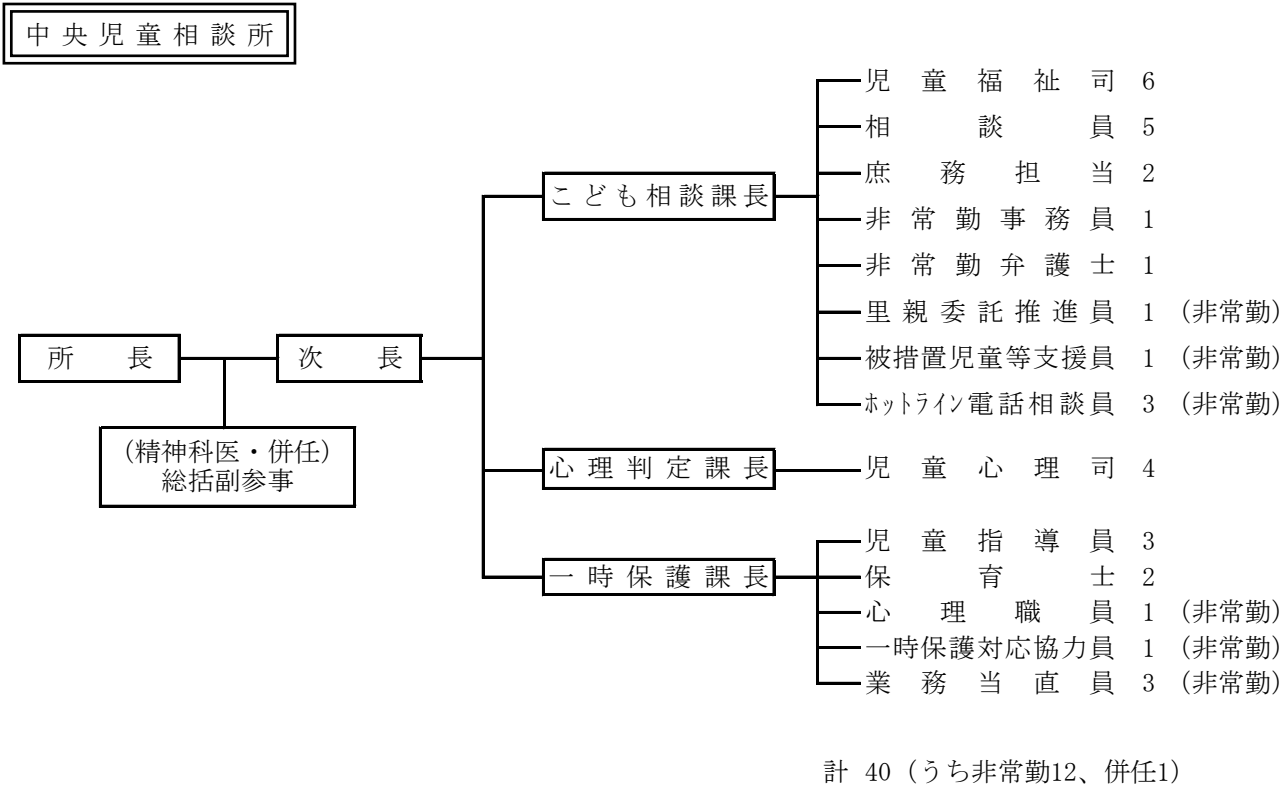 中央児童相談所
児童福祉司 6
相談員 5
庶務担当 2
こども相談課長
非常勤事務員 1
非常勤弁護士 1
里親委託推進員 1 (非常勤)
所長
次長
被措置児童等支援員 1 (非常勤)
ホットライン電話相談員 3 (非常勤)
(精神科医・併任)
総括副参事
心理判定課長
児童心理司 4
児童指導員 3
一時保護課長
保育士 2
心理職員 1 (非常勤)
一時保護対応協力員 1 (非常勤)
業務当直員 3 (非常勤)
計 40(うち非常勤12、併任1)